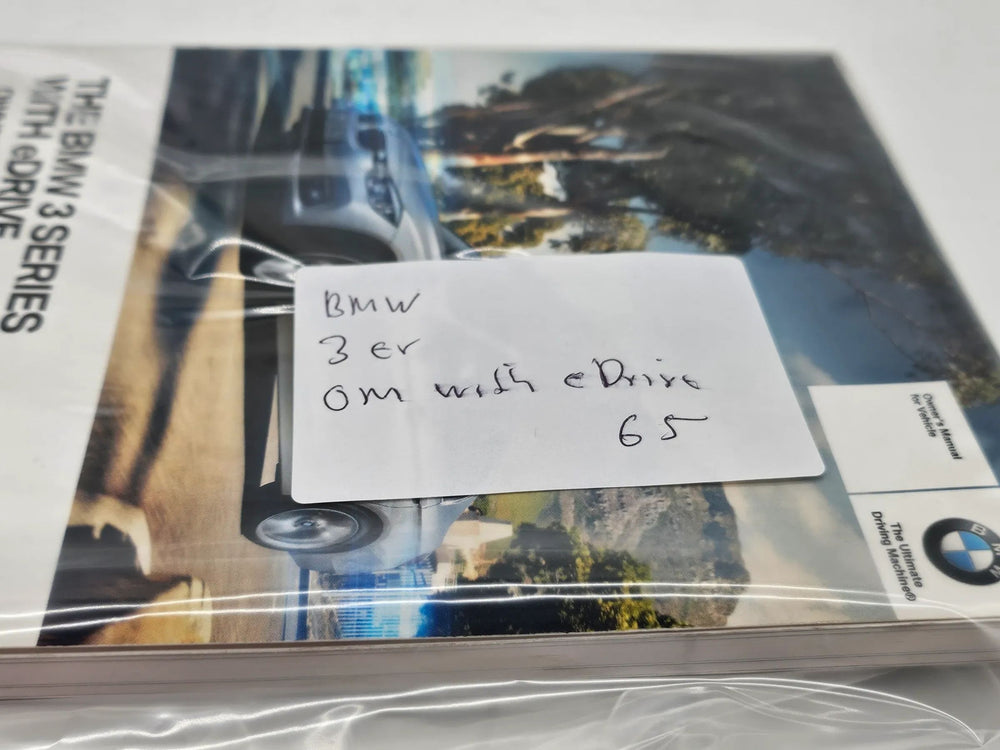 THE BMW 3 SERIES
WITH eDRIVE
BMW
3 er
om with eDrive
65
Owner's Manual
for Vehicle
The Ultimate
Driving Machine®
BMW